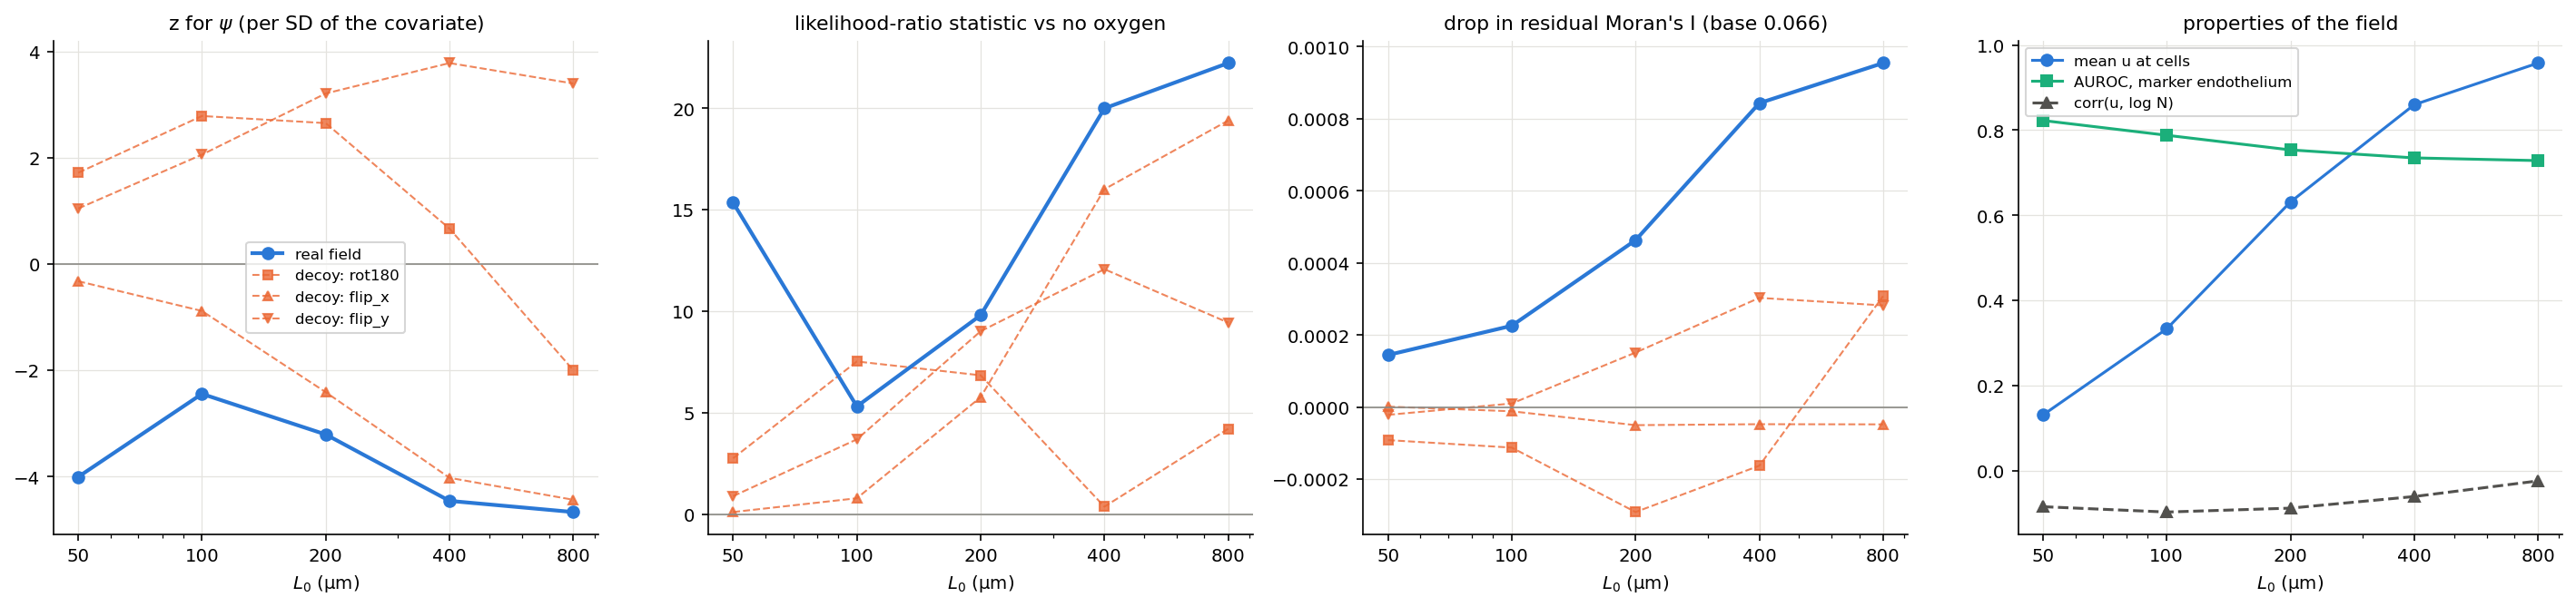 z for ψ (per SD of the covariate)
4
2
0
−2
−4
real field
decoy: rot180
decoy: flip_x
decoy: flip_y
50
100
200
400
800
L₀ (μm)
likelihood-ratio statistic vs no oxygen
20
15
10
5
0
50
100
200
400
800
L₀ (μm)
drop in residual Moran's I (base 0.066)
0.0010
0.0008
0.0006
0.0004
0.0002
0.0000
−0.0002
50
100
200
400
800
L₀ (μm)
properties of the field
1.0
0.8
0.6
0.4
0.2
0.0
mean u at cells
AUROC, marker endothelium
corr(u, log N)
50
100
200
400
800
L₀ (μm)